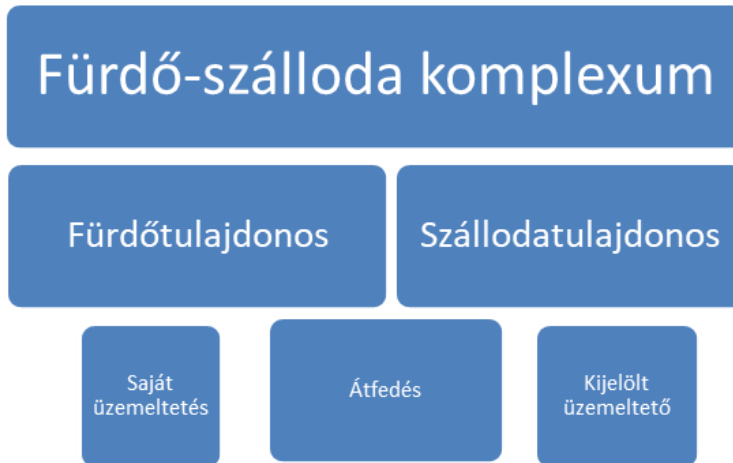 Fürdő-szálloda komplexum
Fürdőtulajdonos
Szállodatulajdonos
Saját
üzemeltetés
Átfedés
Kijelölt
üzemeltető